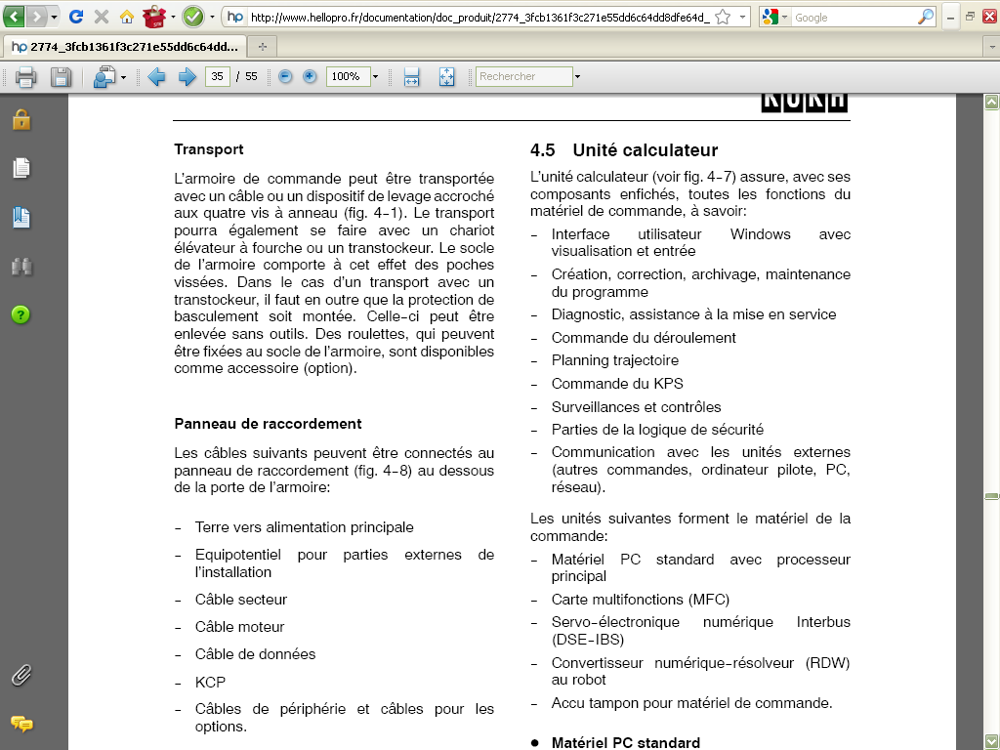 http://www.hellopro.fr/documentation/doc_produit/2774_3fcb1361f3c271e55dd6c64dd8dfe64d_
Google
2774_3fcb1361f3c271e55dd6c64dd...
35 / 55
100%
Rechercher
KUKA
Transport
L'armoire de commande peut être transportée
avec un câble ou un dispositif de levage accroché
aux quatre vis à anneau (fig. 4-1). Le transport
pourra également se faire avec un chariot
élévateur à fourche ou un transtockeur. Le socle
de l'armoire comporte à cet effet des poches
vissées. Dans le cas d'un transport avec un
transtockeur, il faut en outre que la protection de
basculement soit montée. Celle-ci peut être
enlevée sans outils. Des roulettes, qui peuvent
être fixées au socle de l'armoire, sont disponibles
comme accessoire (option).
Panneau de raccordement
Les câbles suivants peuvent être connectés au
panneau de raccordement (fig. 4-8) au dessous
de la porte de l'armoire:
- Terre vers alimentation principale
- Equipotentiel pour parties externes de
l'installation
- Câble secteur
- Câble moteur
- Câble de données
- KCP
- Câbles de périphérie et câbles pour les
options.
4.5 Unité calculateur
L'unité calculateur (voir fig. 4-7) assure, avec ses
composants enfichés, toutes les fonctions du
matériel de commande, à savoir:
- Interface utilisateur Windows avec
visualisation et entrée
- Création, correction, archivage, maintenance
du programme
- Diagnostic, assistance à la mise en service
- Commande du déroulement
- Planning trajectoire
- Commande du KPS
- Surveillances et contrôles
- Parties de la logique de sécurité
- Communication avec les unités externes
(autres commandes, ordinateur pilote, PC,
réseau).
Les unités suivantes forment le matériel de la
commande:
- Matériel PC standard avec processeur
principal
- Carte multifonctions (MFC)
- Servo-électronique numérique Interbus
(DSE-IBS)
- Convertisseur numérique-résolveur (RDW)
au robot
- Accu tampon pour matériel de commande.
● Matériel PC standard